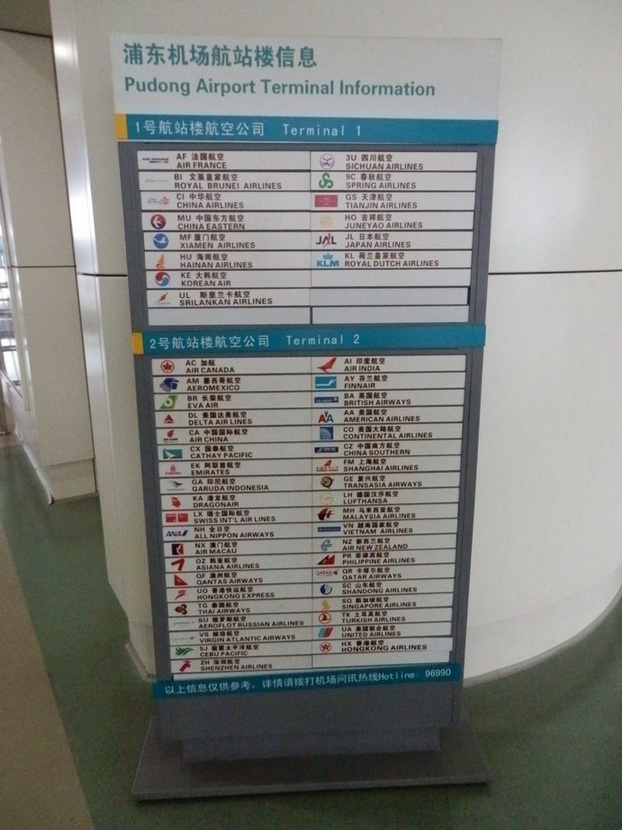 浦东机场航站楼信息
Pudong Airport Terminal Information
1号航站楼航空公司 Terminal 1
AF 法国航空
AIR FRANCE
3U 四川航空
SICHUAN AIRLINES
BI 文莱皇家航空
ROYAL BRUNEI AIRLINES
9C 春秋航空
SPRING AIRLINES
CI 中华航空
CHINA AIRLINES
GS 天津航空
TIANJIN AIRLINES
MU 中国东方航空
CHINA EASTERN
HO 吉祥航空
JUNEYAO AIRLINES
MF 厦门航空
XIAMEN AIRLINES
JAL
JL 日本航空
JAPAN AIRLINES
HU 海南航空
HAINAN AIRLINES
KLM
KL 荷兰皇家航空
ROYAL DUTCH AIRLINES
KE 大韩航空
KOREAN AIR
UL 斯里兰卡航空
SRILANKAN AIRLINES
2号航站楼航空公司 Terminal 2
AC 加航
AIR CANADA
AI 印度航空
AIR INDIA
AM 墨西哥航空
AEROMEXICO
AY 芬兰航空
FINNAIR
BR 长荣航空
EVA AIR
BA 英国航空
BRITISH AIRWAYS
DL 美国达美航空
DELTA AIR LINES
AA
AA 美国航空
AMERICAN AIRLINES
CA 中国国际航空
AIR CHINA
CO 美国大陆航空
CONTINENTAL AIRLINES
CX 国泰航空
CATHAY PACIFIC
CZ 中国南方航空
CHINA SOUTHERN
EK 阿联酋航空
EMIRATES
FM 上海航空
SHANGHAI AIRLINES
GA 印尼航空
GARUDA INDONESIA
GE 复兴航空
TRANSASIA AIRWAYS
KA 港龙航空
DRAGONAIR
LH 德国汉莎航空
LUFTHANSA
LX 瑞士国际航空
SWISS INT'L AIR LINES
MH 马来西亚航空
MALAYSIA AIRLINES
ANA
NH 全日空
ALL NIPPON AIRWAYS
VN 越南国家航空
VIETNAM AIRLINES
NX 澳门航空
AIR MACAU
NZ 新西兰航空
AIR NEW ZEALAND
OZ 韩亚航空
ASIANA AIRLINES
PR 菲律宾航空
PHILIPPINE AIRLINES
QF 澳洲航空
QANTAS AIRWAYS
QR 卡塔尔航空
QATAR AIRWAYS
UO 香港快运航空
HONGKONG EXPRESS
SC 山东航空
SHANDONG AIRLINES
TG 泰国航空
THAI AIRWAYS
SQ 新加坡航空
SINGAPORE AIRLINES
SU 俄罗斯航空
AEROFLOT RUSSIAN AIRLINES
TK 土耳其航空
TURKISH AIRLINES
VS 维珍航空
VIRGIN ATLANTIC AIRWAYS
UA 美国联合航空
UNITED AIRLINES
5J 宿雾太平洋航空
CEBU PACIFIC
HX 香港航空
HONGKONG AIRLINES
ZH 深圳航空
SHENZHEN AIRLINES
以上信息仅供参考，详情请拨打机场问讯热线Hotline: 96990